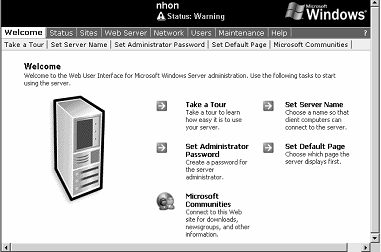 nhon
Status: Warning
Microsoft
Windows
Welcome Status Sites Web Server Network Users Maintenance Help ?
Take a Tour | Set Server Name | Set Administrator Password | Set Default Page | Microsoft Communities
Welcome
Welcome to the Web User Interface for Microsoft Windows Server administration. Use the following tasks to start
using the server.
Take a Tour
Take a tour to learn
how easy it is to use
your server.
Set Server Name
Choose a name so that
client computers can
connect to the server.
Set Administrator
Password
Create a password for
the server
administrator.
Set Default Page
Choose which page the
server displays first.
Microsoft
Communities
Connect to this Web
site for downloads,
newsgroups, and other
information.